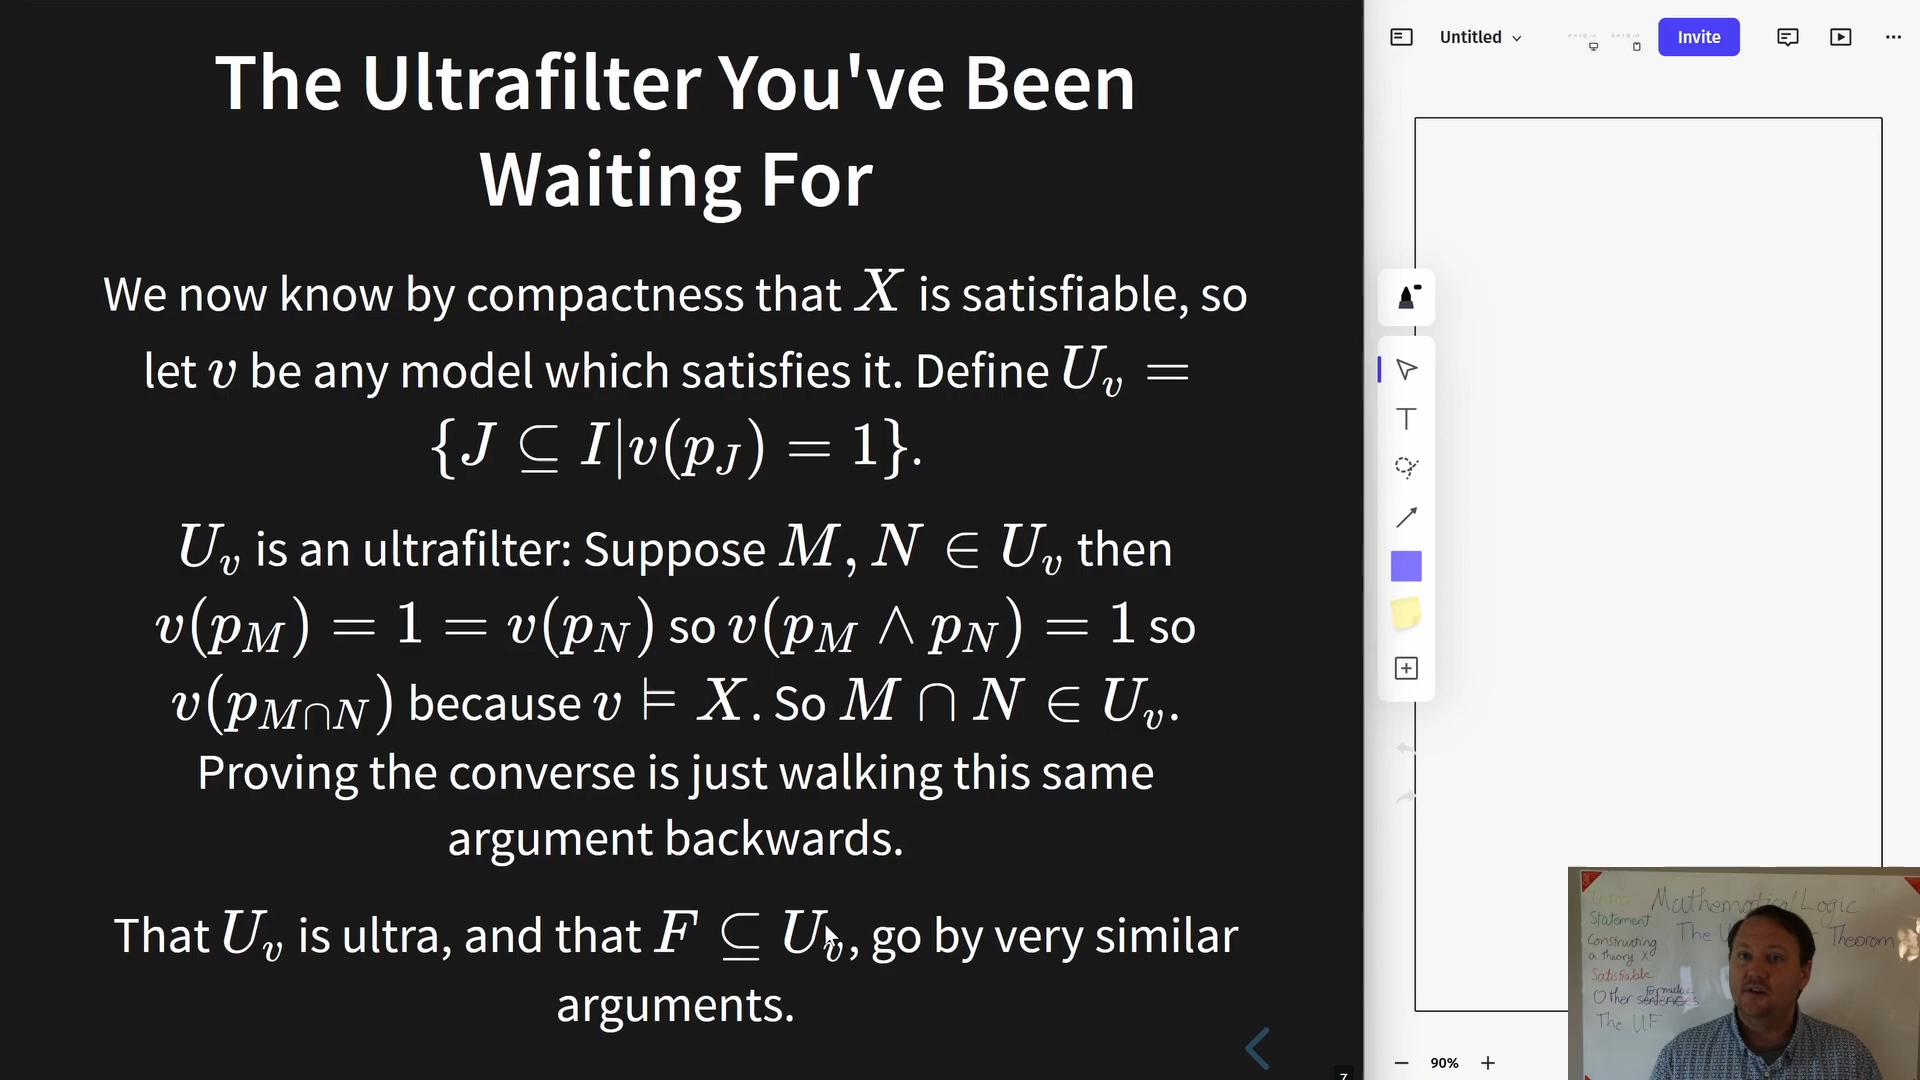 The Ultrafilter You've Been
Waiting For
We now know by compactness that X is satisfiable, so
let v be any model which satisfies it. Define U_v =
{J ⊆ I|v(p_J) = 1}.
U_v is an ultrafilter: Suppose M, N ∈ U_v then
v(p_M) = 1 = v(p_N) so v(p_M ∧ p_N) = 1 so
v(p_{M∩N}) because v ⊨ X. So M ∩ N ∈ U_v.
Proving the converse is just walking this same
argument backwards.
That U_v is ultra, and that F ⊆ U_v, go by very similar
arguments.
7
Untitled
Invite
T
90%
Intro
Statement
Constructing
a theory X
Satisfiable
Other sentences
formulae
The UF
Mathematical Logic
The U
Theorem